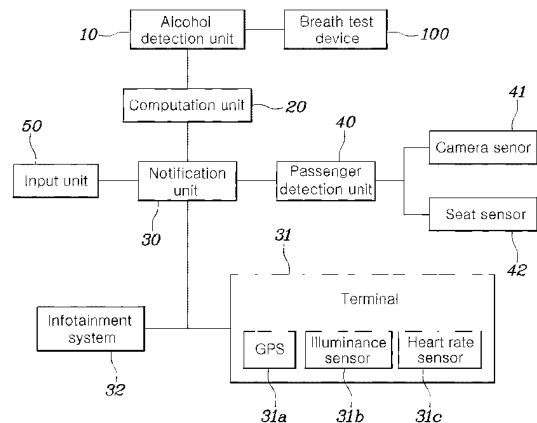 10
Alcohol
detection unit
Breath test
device
100
Computation unit
20
50
40
41
Input unit
Notification
unit
30
Passenger
detection unit
Camera senor
Seat sensor
42
31
Terminal
Infotainment
system
32
GPS
Illuminance
sensor
Heart rate
sensor
31a
31b
31c